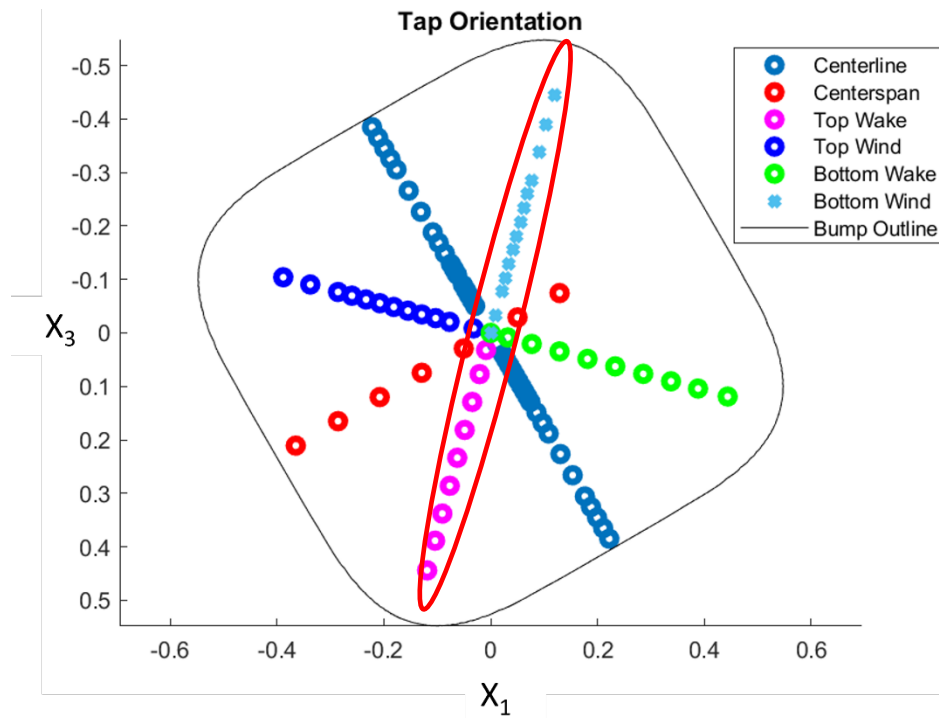 Tap Orientation
-0.5
-0.4
-0.3
-0.2
-0.1
0
0.1
0.2
0.3
0.4
0.5
X₃
-0.6
-0.4
-0.2
0
0.2
0.4
0.6
X₁
Centerline
Centerspan
Top Wake
Top Wind
Bottom Wake
Bottom Wind
Bump Outline